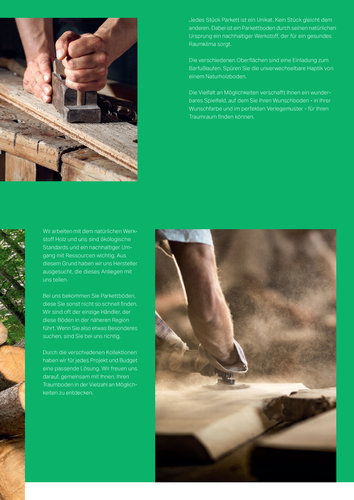 Jedes Stück Parkett ist ein Unikat. Kein Stück gleicht dem
anderen. Dabei ist ein Parkettboden durch seinen natürlichen
Ursprung ein nachhaltiger Werkstoff, der für ein gesundes
Raumklima sorgt.
Die verschiedenen Oberflächen sind eine Einladung zum
Barfußlaufen. Spüren Sie die unverwechselbare Haptik von
einem Naturholzboden.
Die Vielfalt an Möglichkeiten verschafft Ihnen ein wunder-
bares Spielfeld, auf dem Sie Ihren Wunschboden - in Ihrer
Wunschfarbe und im perfekten Verlegemuster - für Ihren
Traumraum finden können.
Wir arbeiten mit dem natürlichen Werk-
stoff Holz und uns sind ökologische
Standards und ein nachhaltiger Um-
gang mit Ressourcen wichtig. Aus
diesem Grund haben wir uns Hersteller
ausgesucht, die dieses Anliegen mit
uns teilen.
Bei uns bekommen Sie Parkettböden,
diese Sie sonst nicht so schnell finden.
Wir sind oft der einzige Händler, der
diese Böden in der näheren Region
führt. Wenn Sie also etwas Besonderes
suchen, sind Sie bei uns richtig.
Durch die verschiedenen Kollektionen
haben wir für jedes Projekt und Budget
eine passende Lösung. Wir freuen uns
darauf, gemeinsam mit Ihnen, Ihren
Traumboden in der Vielzahl an Möglich-
keiten zu entdecken.